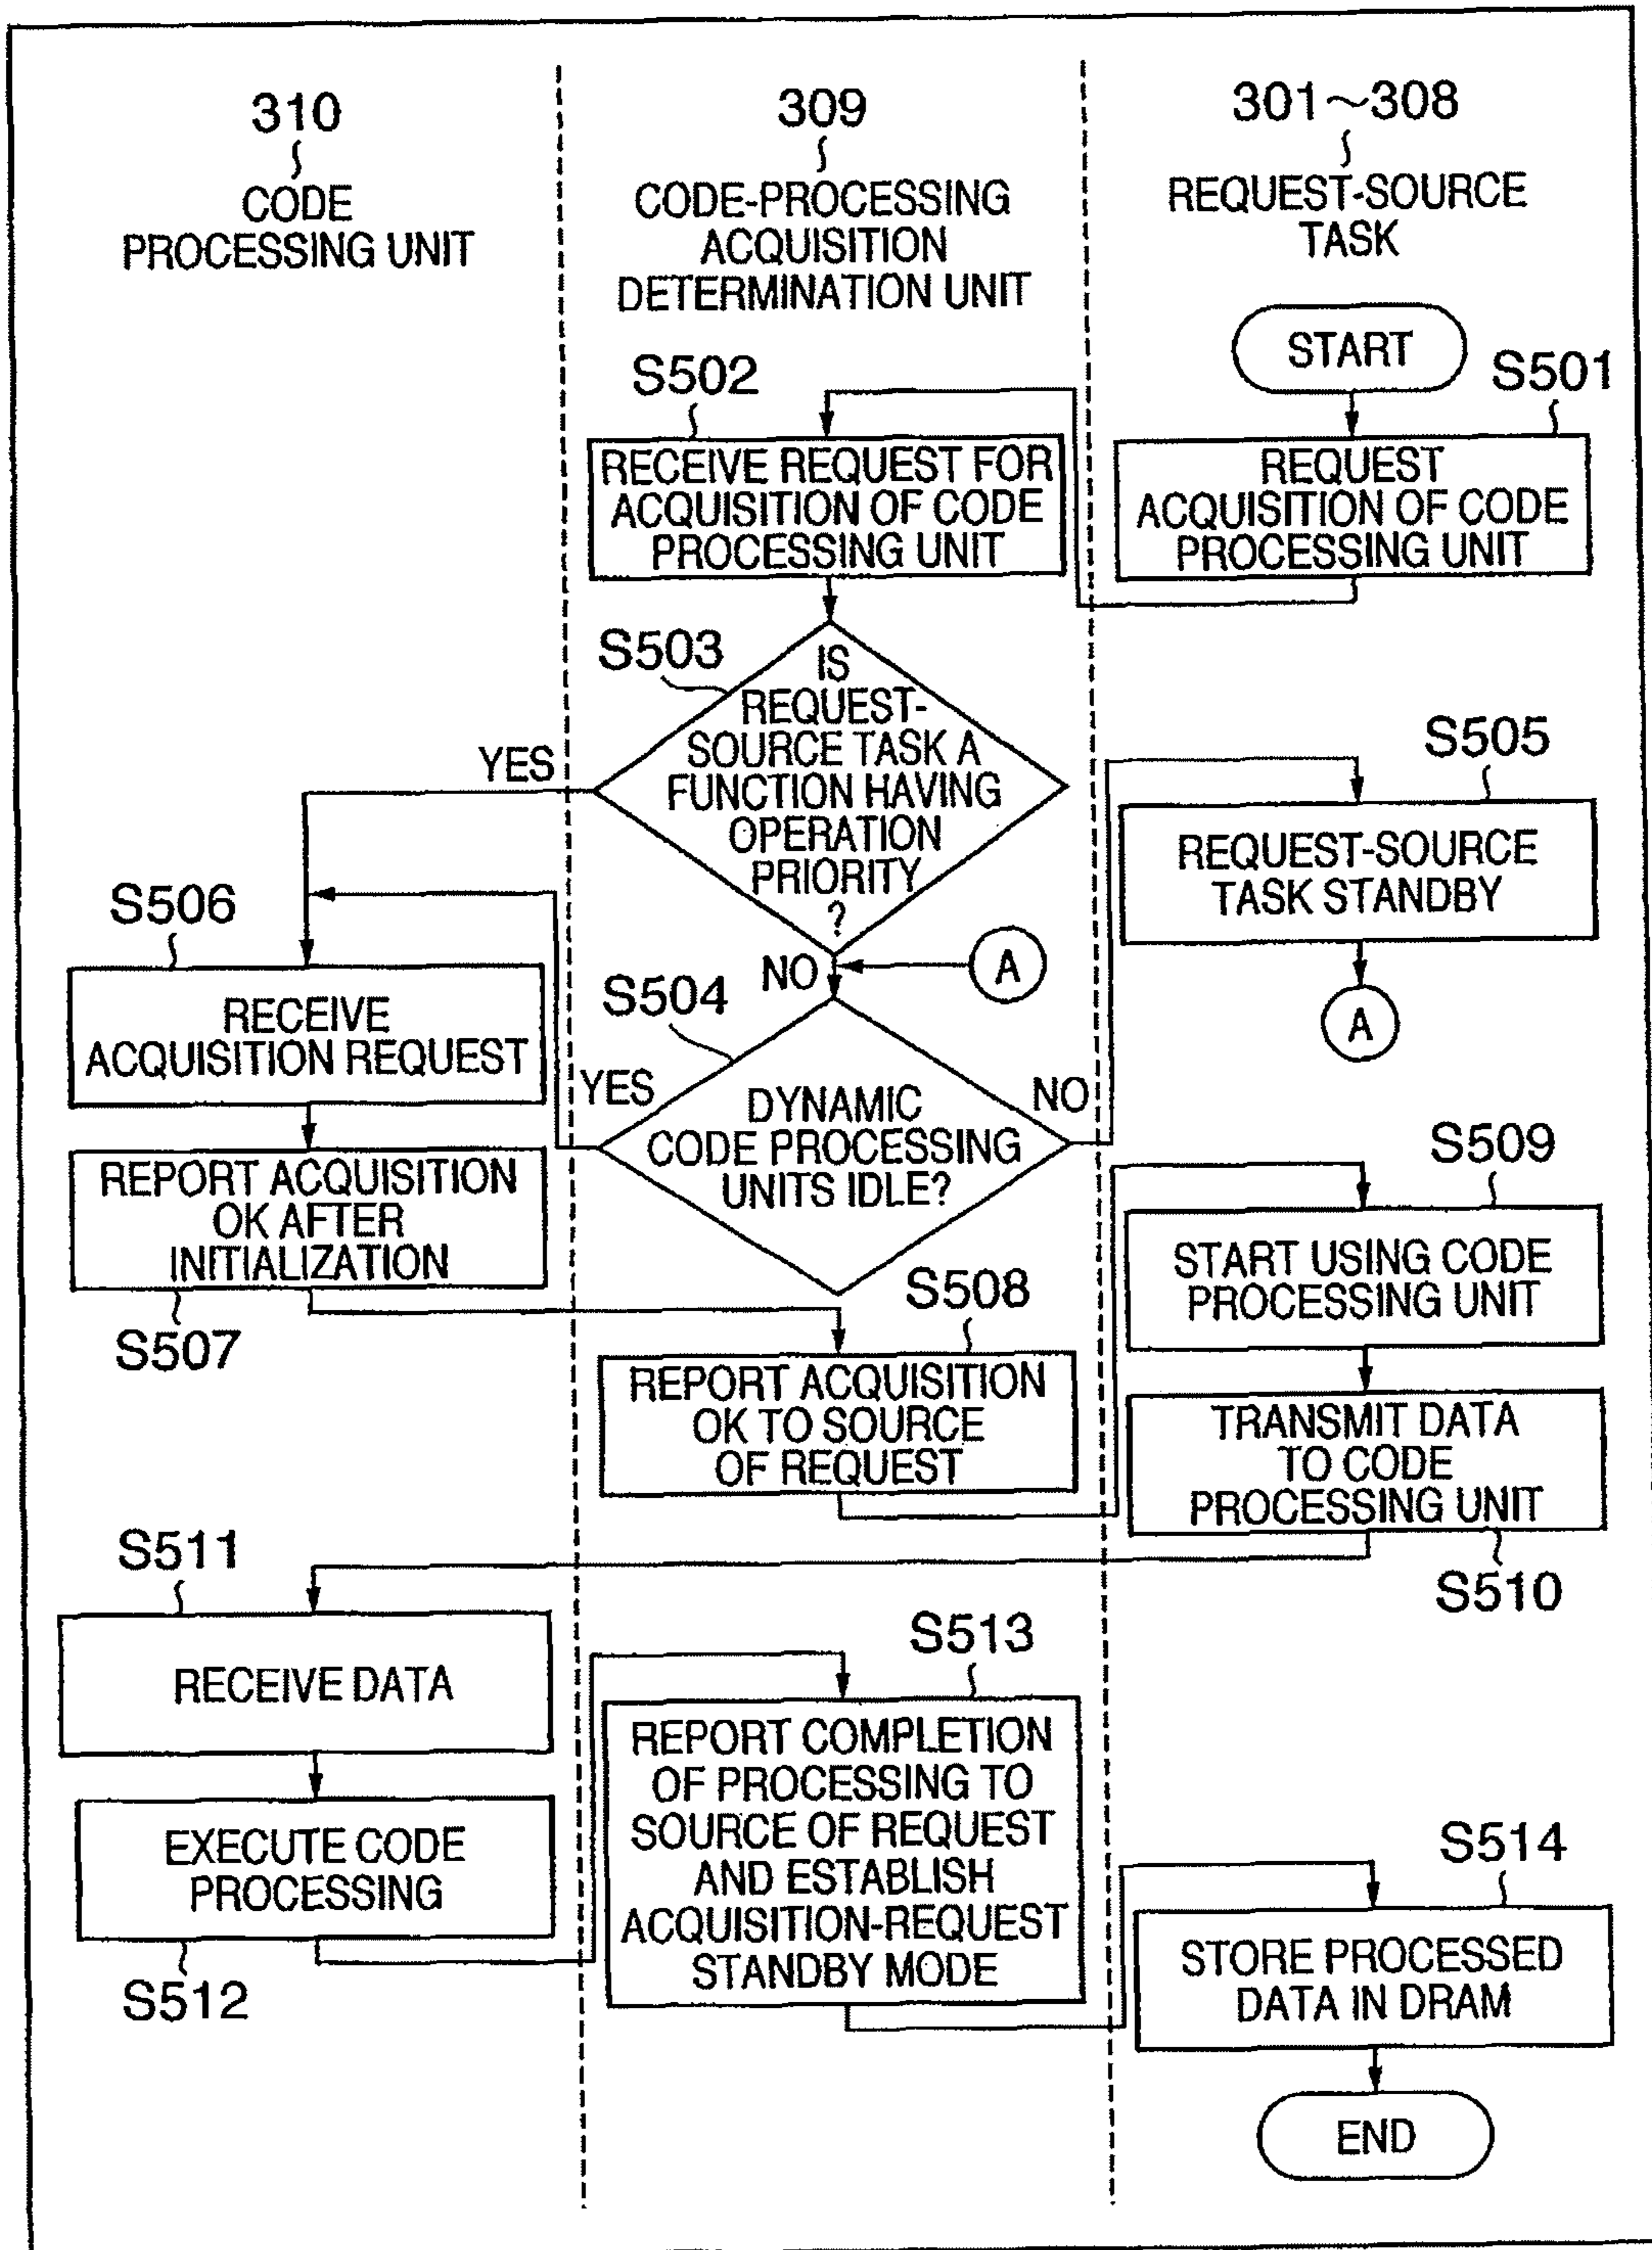 310
CODE
PROCESSING UNIT
309
CODE-PROCESSING
ACQUISITION
DETERMINATION UNIT
301~308
REQUEST-SOURCE
TASK
START
S501
REQUEST
ACQUISITION OF CODE
PROCESSING UNIT
S502
RECEIVE REQUEST FOR
ACQUISITION OF CODE
PROCESSING UNIT
S503
IS
REQUEST-
SOURCE TASK A
FUNCTION HAVING
OPERATION
PRIORITY
?
YES
NO
A
S504
DYNAMIC
CODE PROCESSING
UNITS IDLE?
YES
NO
S505
REQUEST-SOURCE
TASK STANDBY
A
S506
RECEIVE
ACQUISITION REQUEST
REPORT ACQUISITION
OK AFTER
INITIALIZATION
S507
S508
REPORT ACQUISITION
OK TO SOURCE
OF REQUEST
S509
START USING CODE
PROCESSING UNIT
TRANSMIT DATA
TO CODE
PROCESSING UNIT
S510
S511
RECEIVE DATA
EXECUTE CODE
PROCESSING
S512
S513
REPORT COMPLETION
OF PROCESSING TO
SOURCE OF REQUEST
AND ESTABLISH
ACQUISITION-REQUEST
STANDBY MODE
S514
STORE PROCESSED
DATA IN DRAM
END